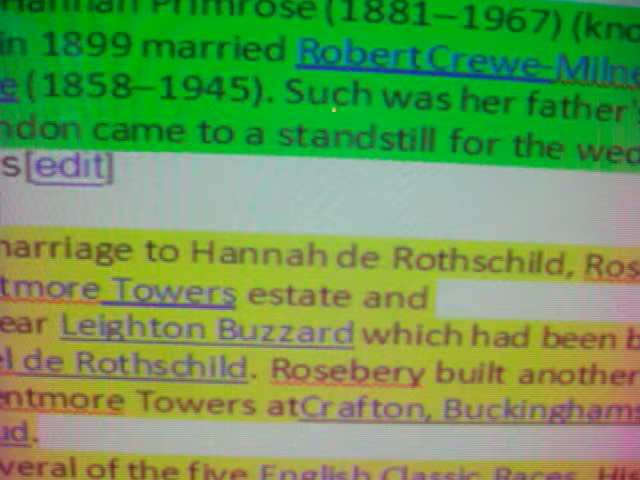 Hannah Primrose (1881–1967) (kno
in 1899 married Robert Crewe-Milne
e (1858–1945). Such was her father
ndon came to a standstill for the wed
s[edit]
marriage to Hannah de Rothschild, Ros
tmore Towers estate and
ear Leighton Buzzard which had been b
el de Rothschild. Rosebery built another
entmore Towers atCrafton, Buckingham
ud.
veral of the five English Classic Races. His